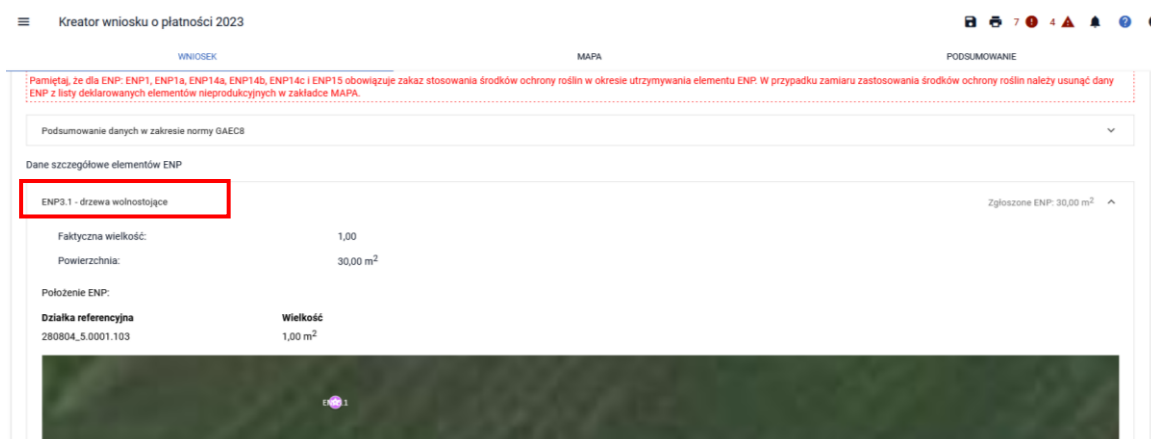 Kreator wniosku o płatności 2023
7 4
WNIOSEK MAPA PODSUMOWANIE
Pamiętaj, że dla ENP: ENP1, ENP1a, ENP14a, ENP14b, ENP14c i ENP15 obowiązuje zakaz stosowania środków ochrony roślin w okresie utrzymywania elementu ENP. W przypadku zamiaru zastosowania środków ochrony roślin należy usunąć dany
ENP z listy deklarowanych elementów nieprodukcyjnych w zakładce MAPA.
Podsumowanie danych w zakresie normy GAEC8
Dane szczegółowe elementów ENP
ENP3.1 - drzewa wolnostojące Zgłoszone ENP: 30,00 m²
Faktyczna wielkość: 1,00
Powierzchnia: 30,00 m²
Położenie ENP:
Działka referencyjna Wielkość
280804_5.0001.103 1,00 m²